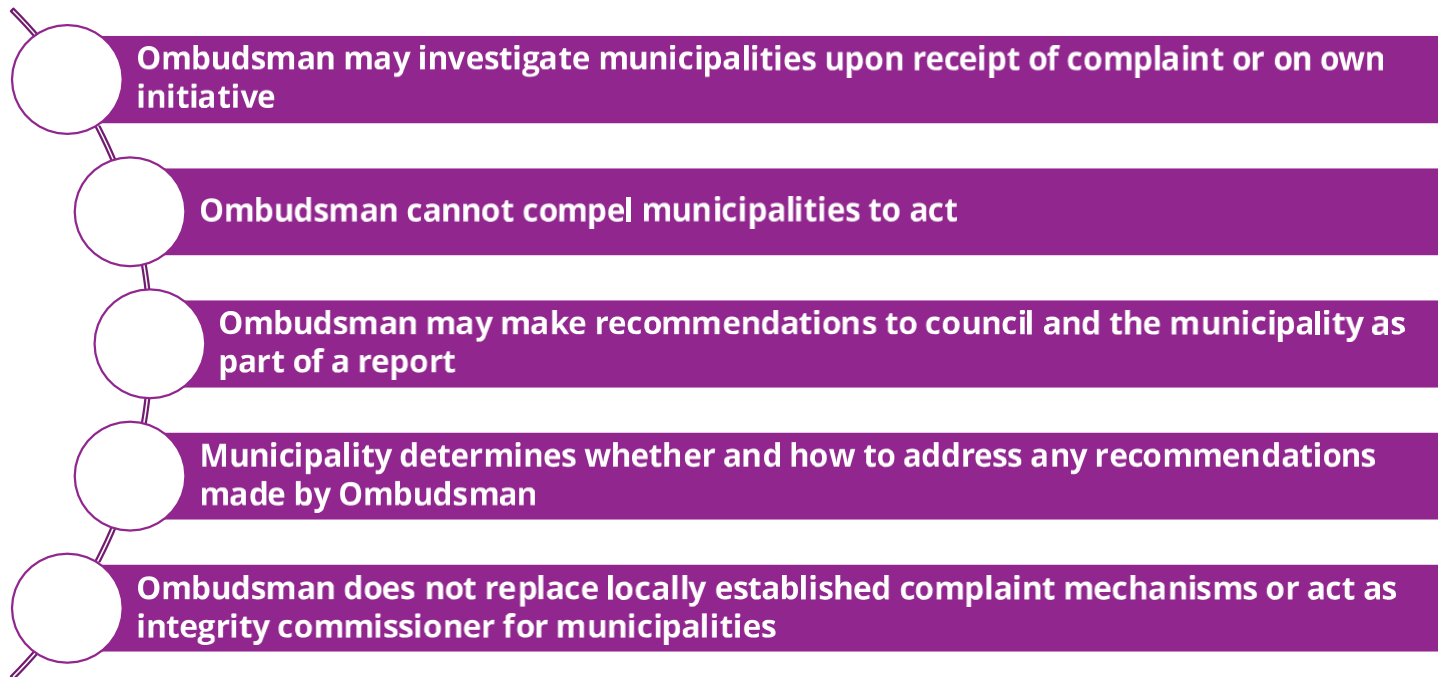 Ombudsman may investigate municipalities upon receipt of complaint or on own
initiative
Ombudsman cannot compel municipalities to act
Ombudsman may make recommendations to council and the municipality as
part of a report
Municipality determines whether and how to address any recommendations
made by Ombudsman
Ombudsman does not replace locally established complaint mechanisms or act as
integrity commissioner for municipalities